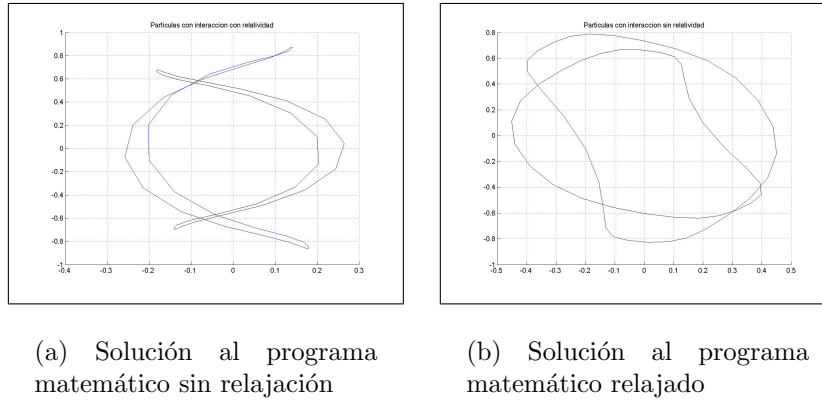 Particulas con interaccion con relatividad
1
0.8
0.6
0.4
0.2
0
-0.2
-0.4
-0.6
-0.8
-1
-0.4 -0.3 -0.2 -0.1 0 0.1 0.2 0.3
(a) Solución al programa
matemático sin relajación
Particulas con interaccion sin relatividad
0.8
0.6
0.4
0.2
0
-0.2
-0.4
-0.6
-0.8
-1
-0.5 -0.4 -0.3 -0.2 -0.1 0 0.1 0.2 0.3 0.4 0.5
(b) Solución al programa
matemático relajado